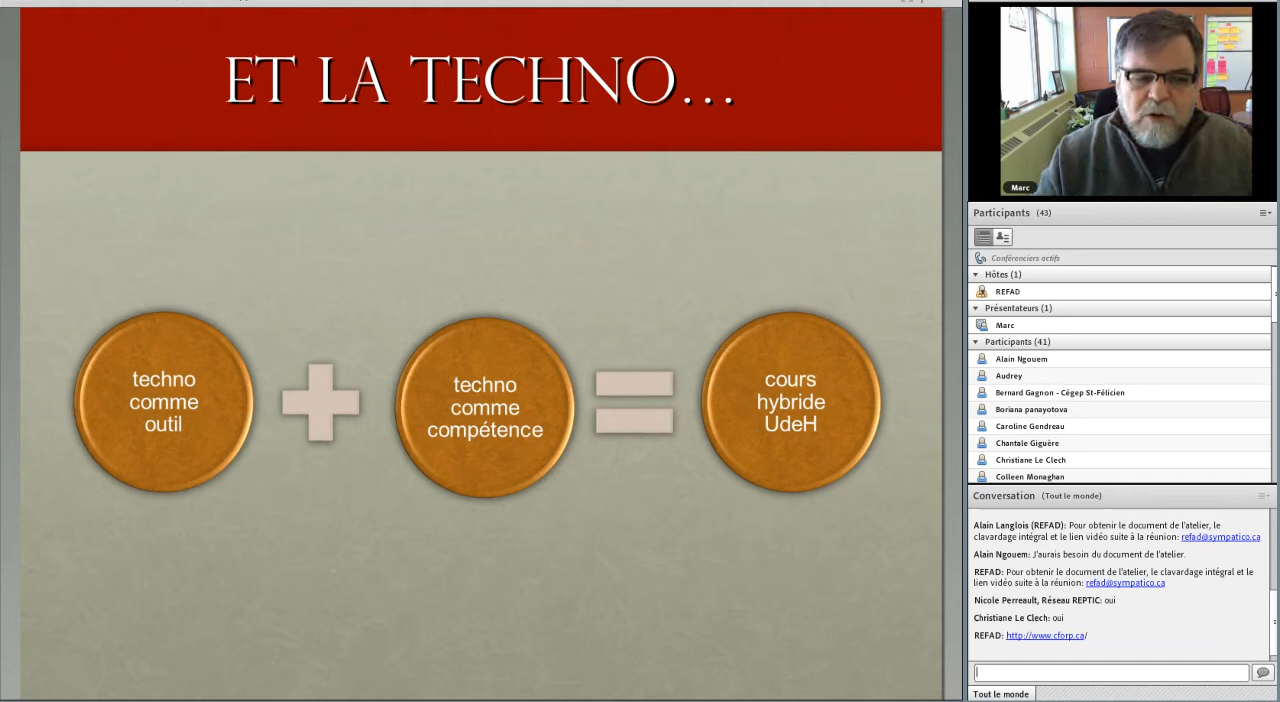 ET LA TECHNO...
techno
comme
outil
techno
comme
compétence
cours
hybride
UdeH
Marc
Participants (43)
Conférenciers actifs
Hôtes (1)
REFAD
Présentateurs (1)
Marc
Participants (41)
Alain Ngouem
Audrey
Bernard Gagnon - Cégep St-Félicien
Boriana panayotova
Caroline Gendreau
Chantale Giguère
Christiane Le Clech
Colleen Monaghan
Conversation (Tout le monde)
Alain Langlois (REFAD): Pour obtenir le document de l'atelier, le
clavardage intégral et le lien vidéo suite à la réunion: refad@sympatico.ca
Alain Ngouem: J'aurais besoin du document de l'atelier.
REFAD: Pour obtenir le document de l'atelier, le clavardage intégral et le
lien vidéo suite à la réunion: refad@sympatico.ca
Nicole Perreault, Réseau REPTIC: oui
Christiane Le Clech: oui
REFAD: http://www.cforp.ca/
Tout le monde